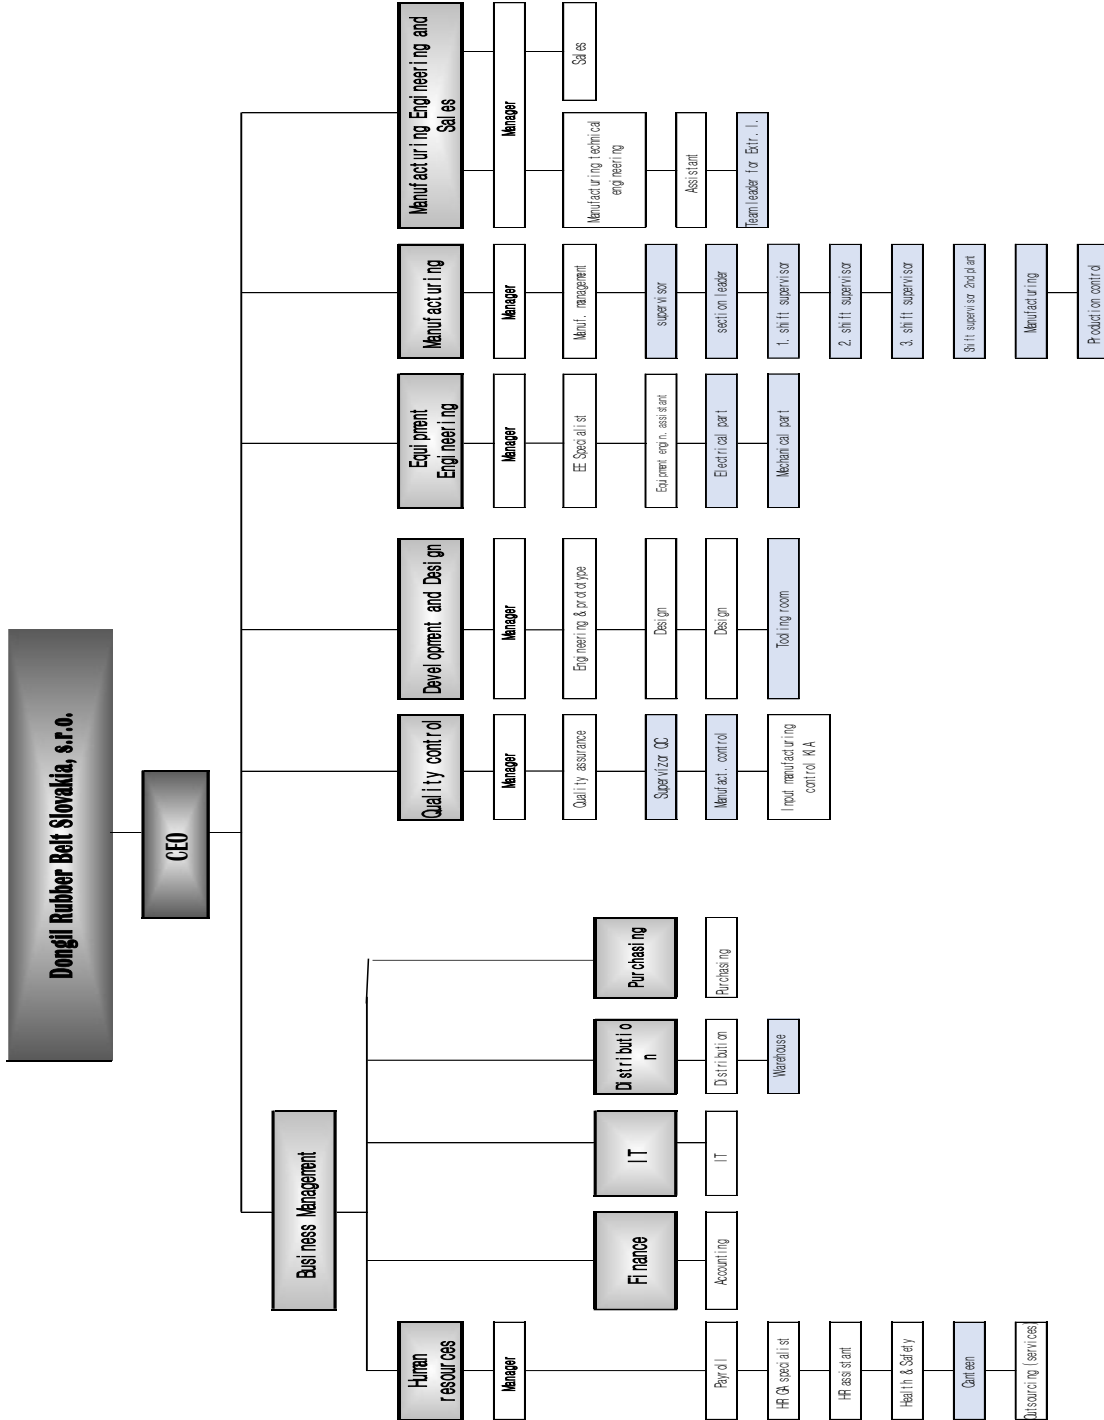 Dongil Rubber Belt Slovakia, s.r.o.
CEO
Business Management
Human
resources
Manager
Payroll
HR GA specialist
HR assistant
Health & Safety
Canteen
Outsourcing (services)
Finance
Accounting
IT
IT
Distributio
n
Distribution
Warehouse
Purchasing
Purchasing
Quality control
Manager
Quality assurance
Supervizor QC
Manufact. control
Input manufacturing
control KIA
Development and Design
Manager
Engineering & prototype
Design
Design
Tooling room
Equipment
Engineering
Manager
EE Specialist
Equipment engin. assistant
Electrical part
Mechanical part
Manufacturing
Manager
Manuf. management
supervisor
section leader
1. shift supervisor
2. shift supervisor
3. shift supervisor
Shift supervisor 2nd plant
Manufacturing
Production control
Manufacturing Engineering and
Sales
Manager
Manufacturing technical
engineering
Assistant
Team leader for Extr. I.
Sales